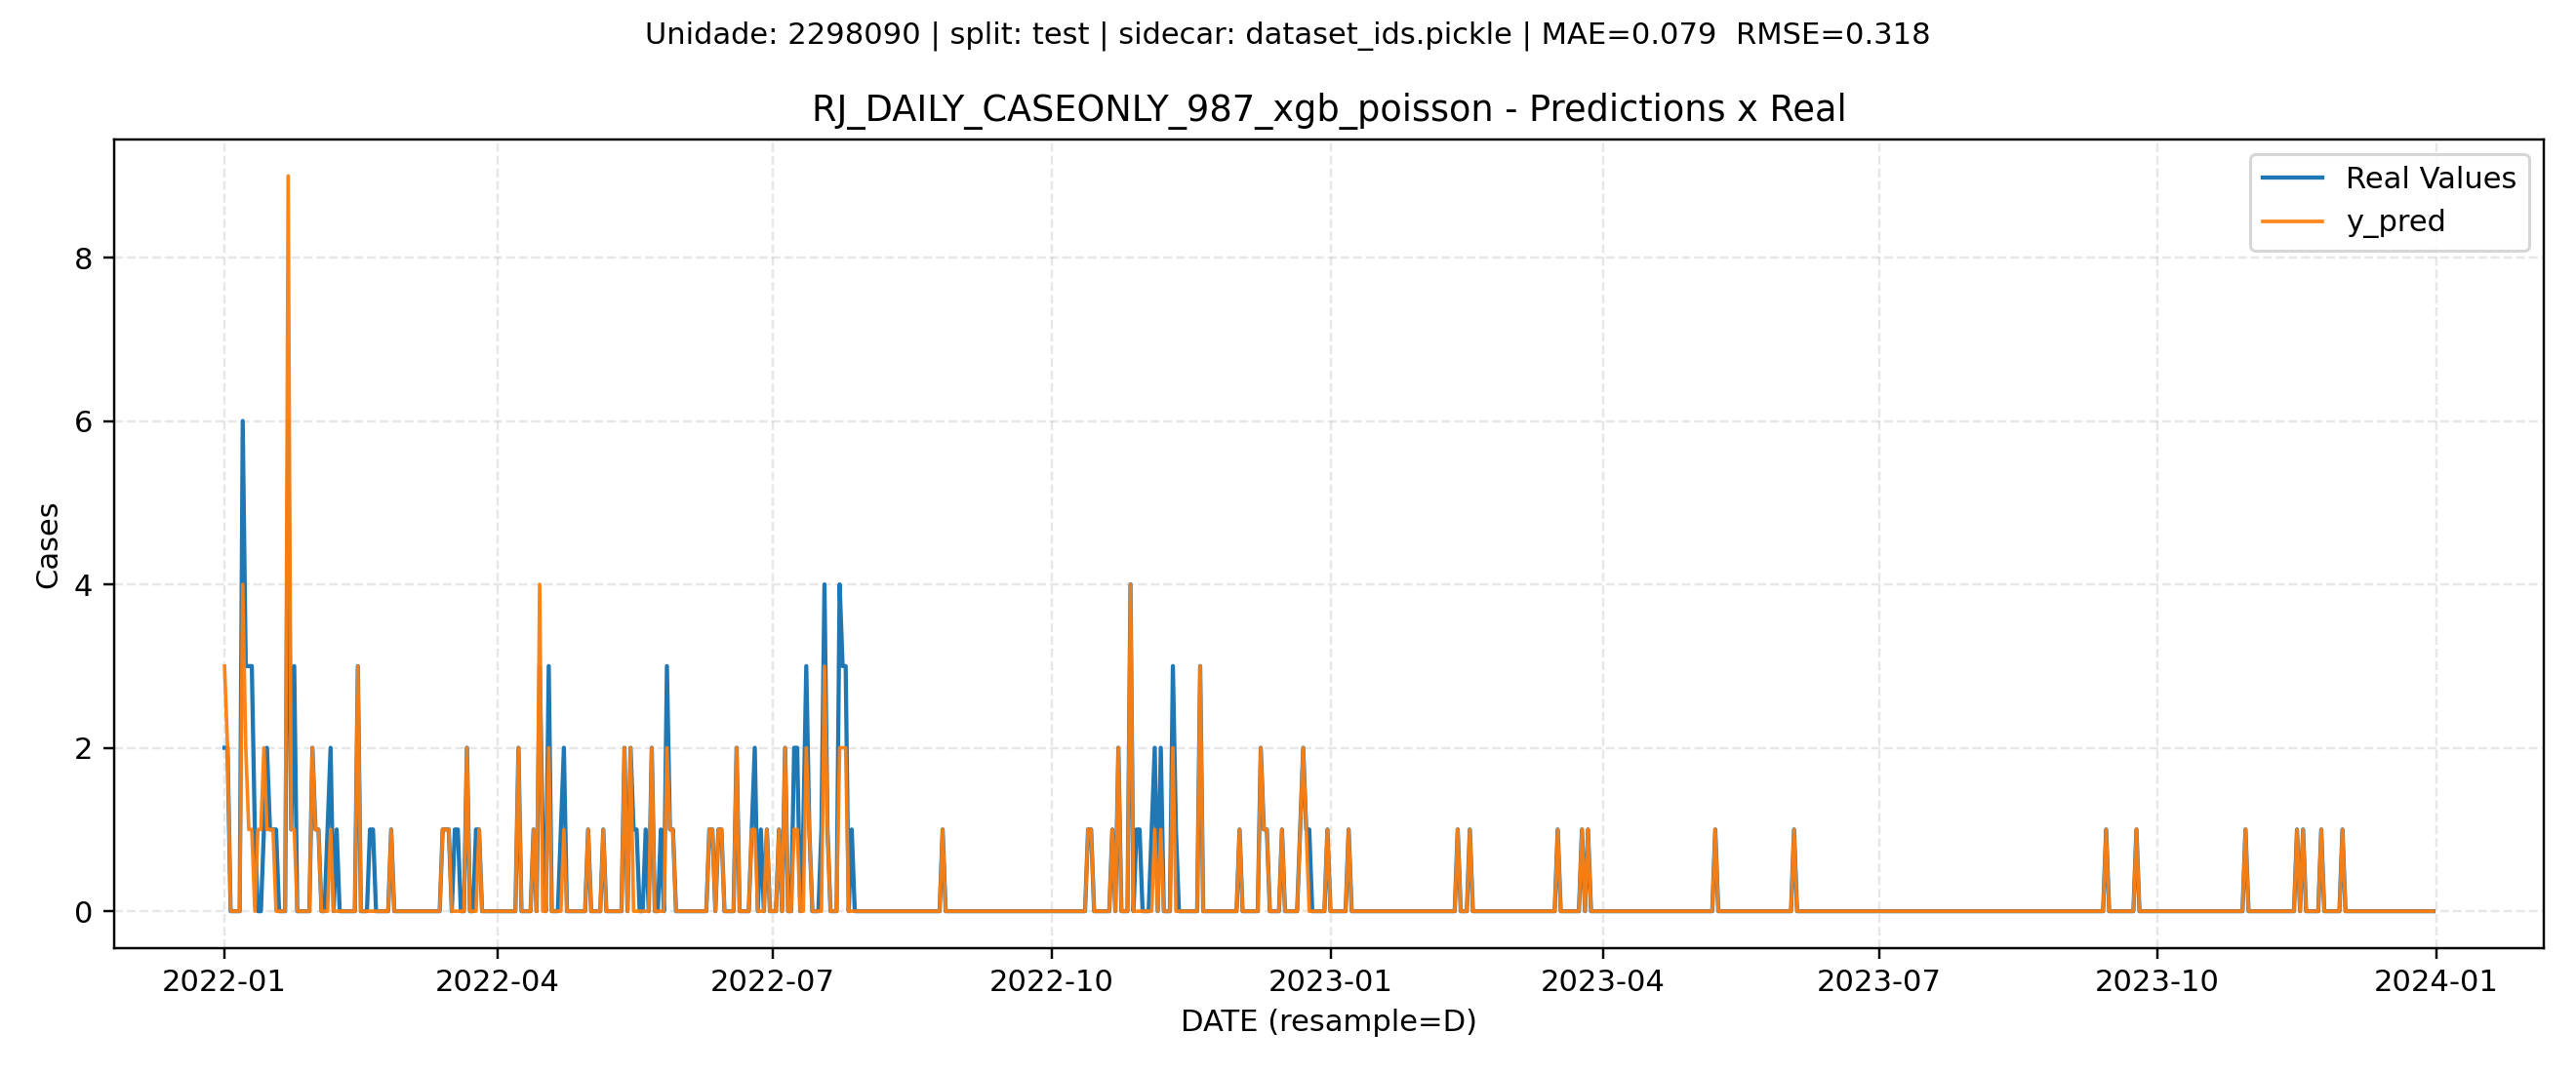 Unidade: 2298090 | split: test | sidecar: dataset_ids.pickle | MAE=0.079  RMSE=0.318
RJ_DAILY_CASEONLY_987_xgb_poisson - Predictions x Real
Real Values
y_pred
Cases
8
6
4
2
0
2022-01
2022-04
2022-07
2022-10
2023-01
2023-04
2023-07
2023-10
2024-01
DATE (resample=D)